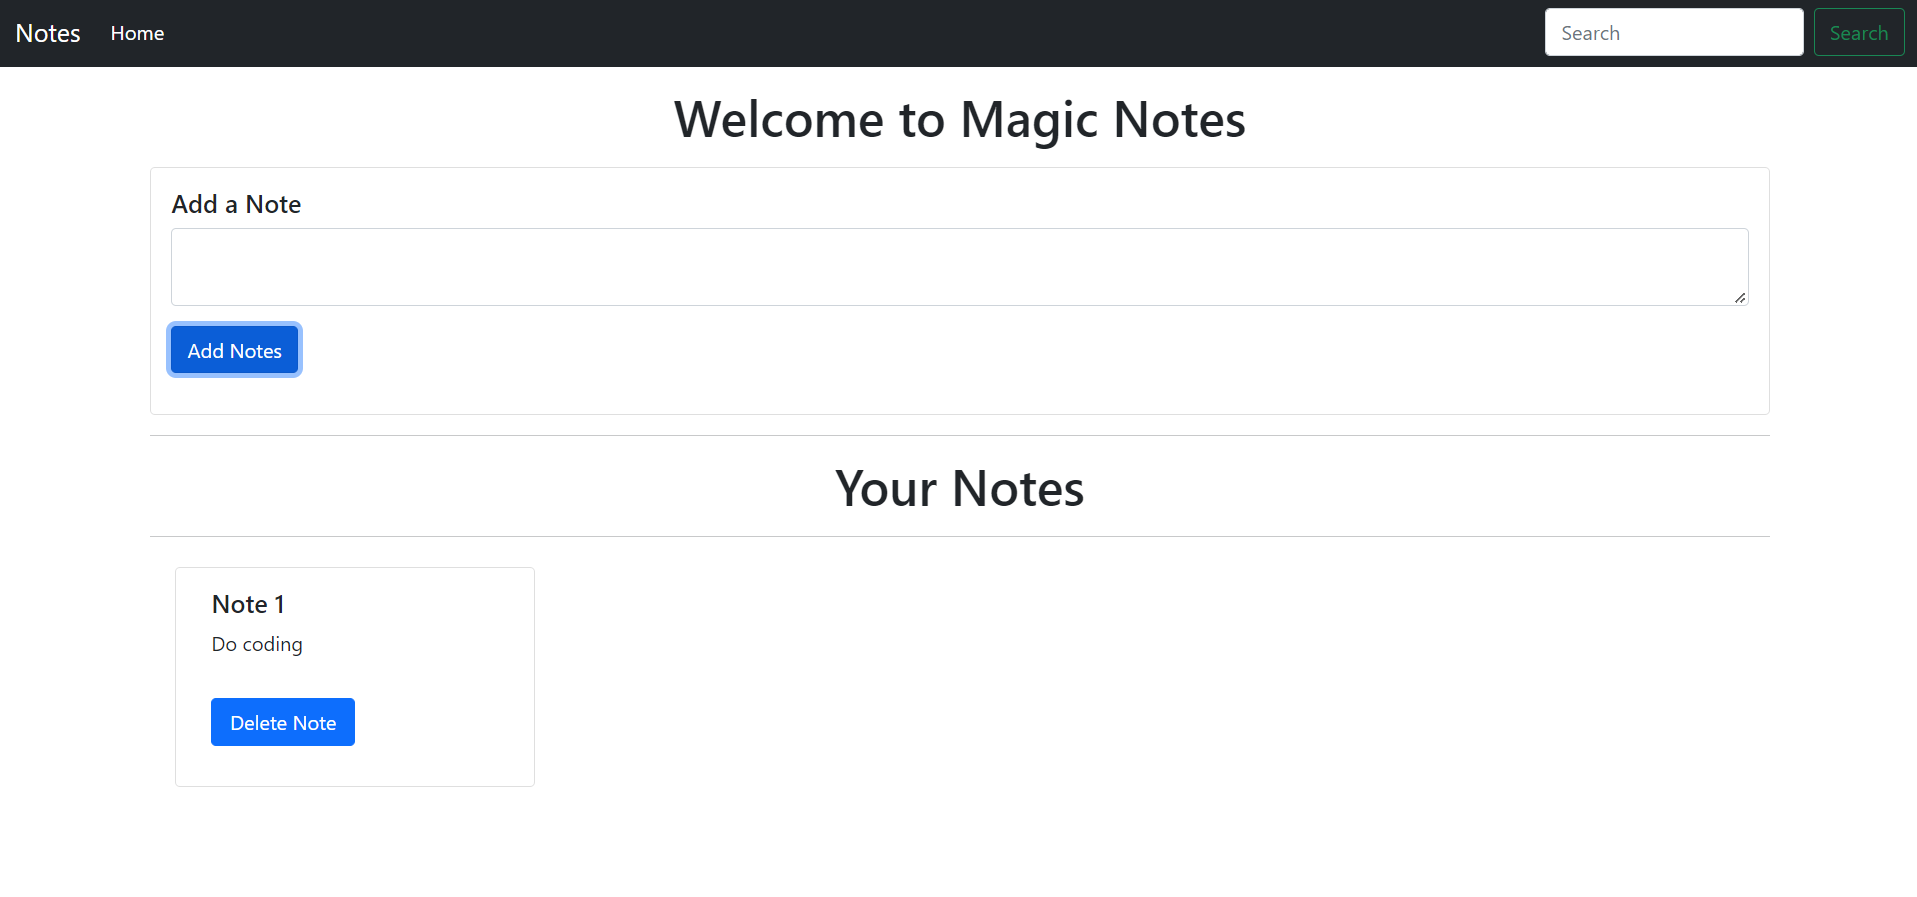 Notes Home Search Search
Welcome to Magic Notes
Add a Note
Add Notes
Your Notes
Note 1
Do coding
Delete Note